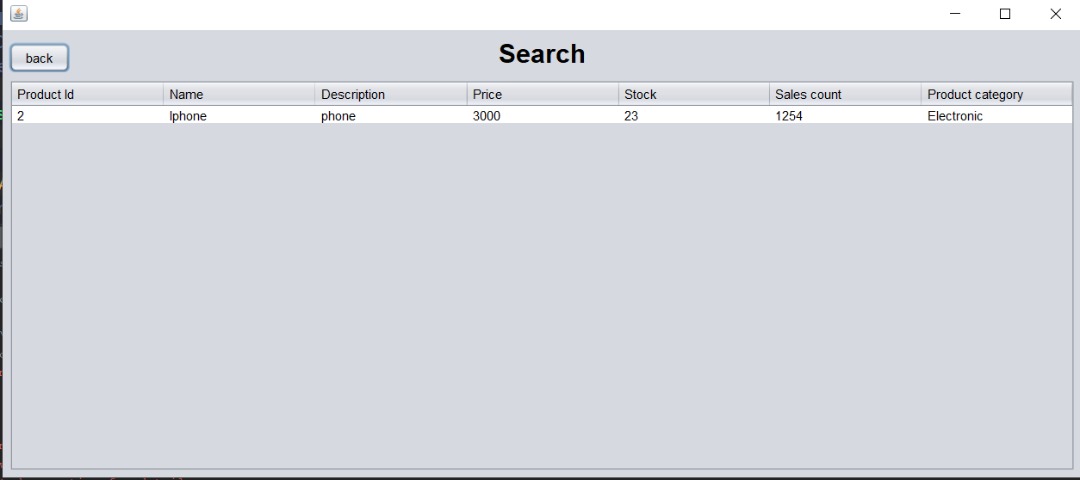 back
Search
Product Id Name Description Price Stock Sales count Product category
2 Iphone phone 3000 23 1254 Electronic